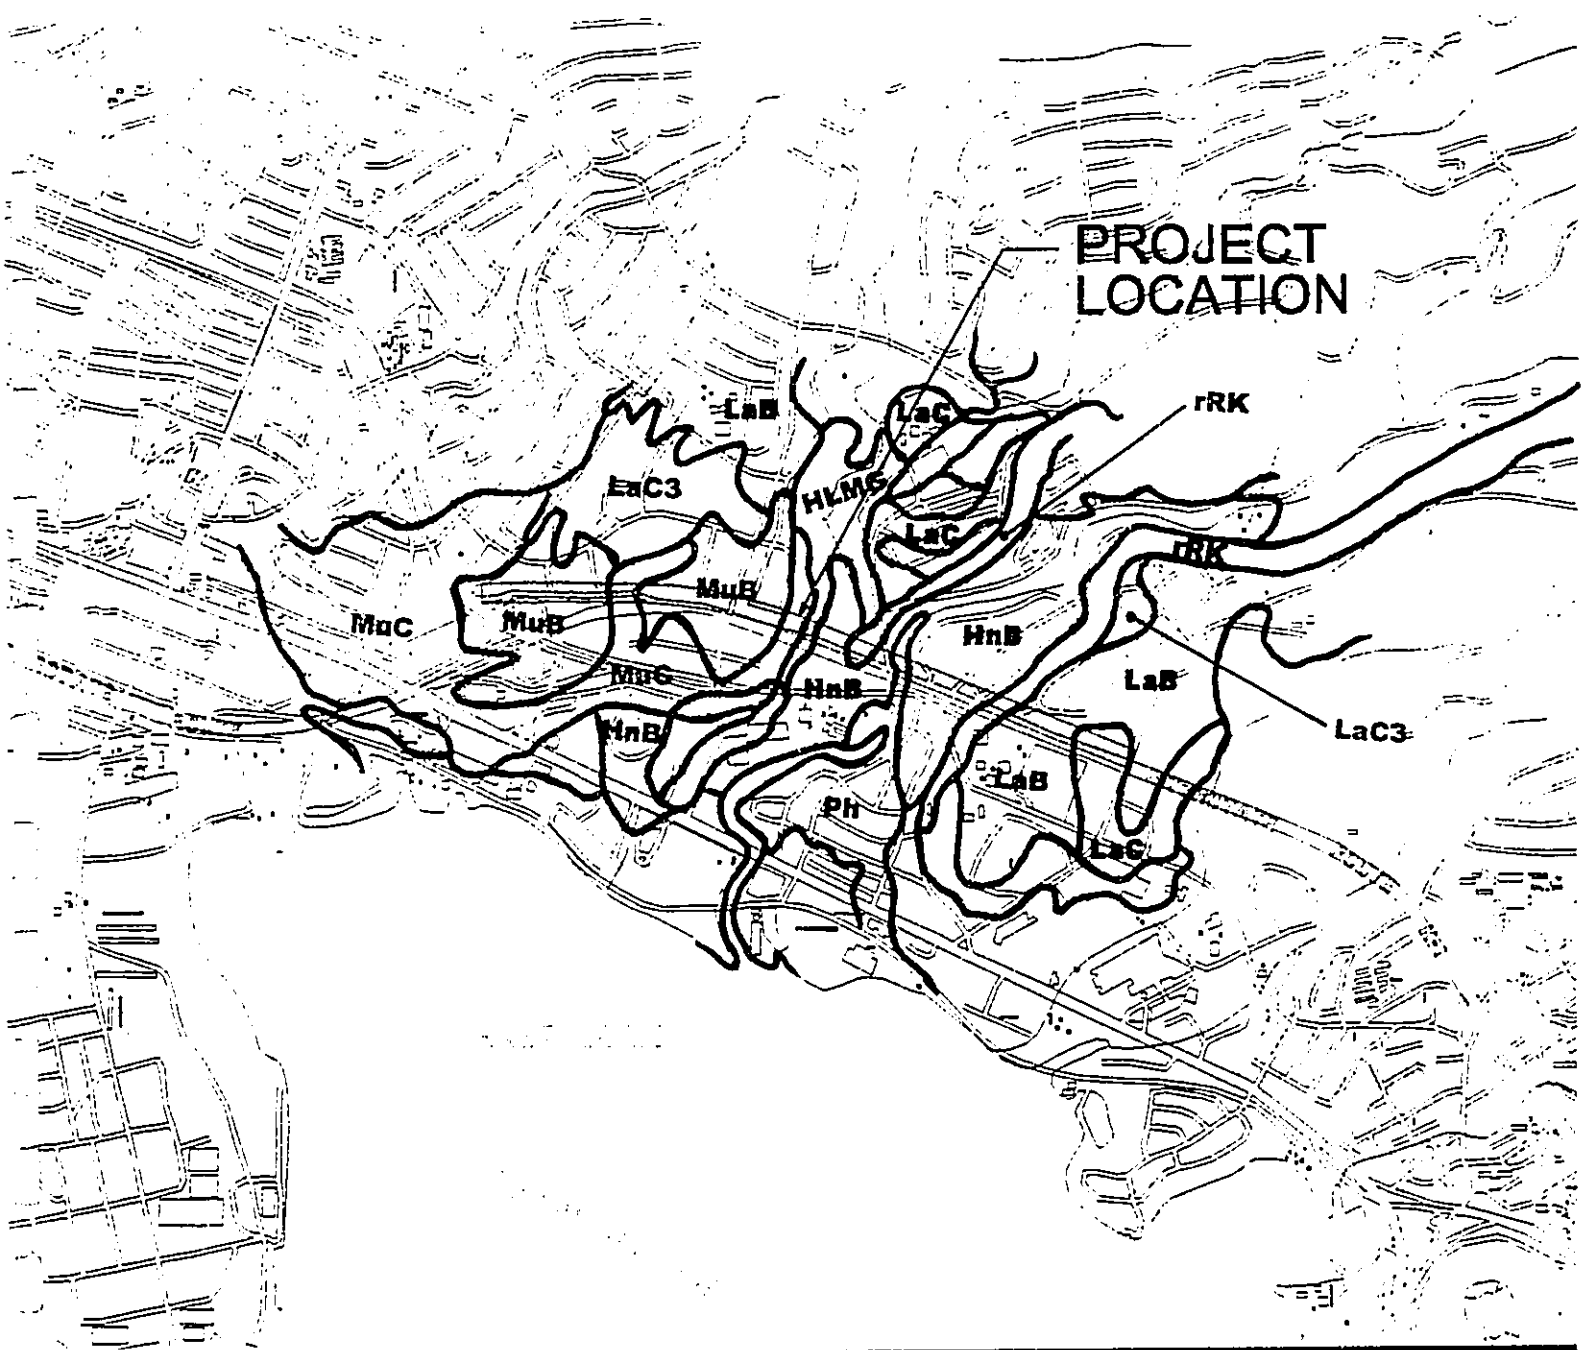 PROJECT
LOCATION
LaB
LaC
rRK
LaC3
HLMG
LaC
rRK
MuB
MuC
MuB
HnB
MuC
HnB
LaB
HnB
LaC3
LaB
Ph
LaC